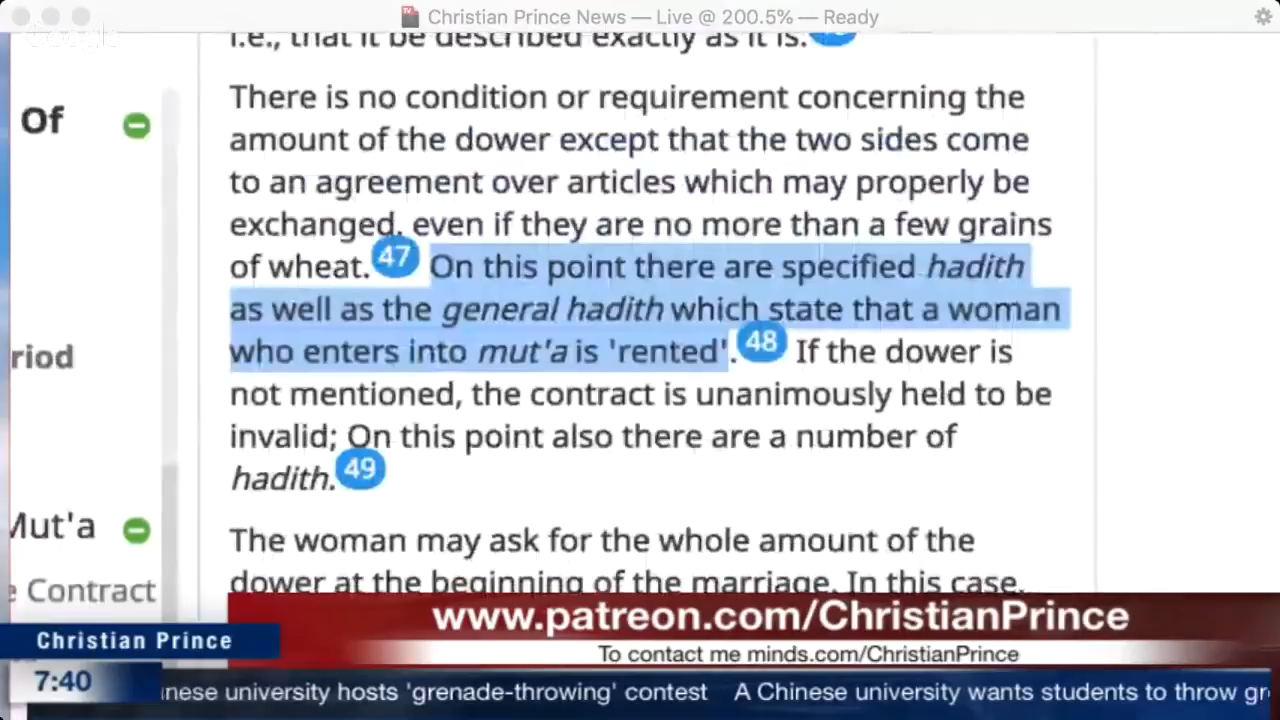 Christian Prince News — Live @ 200.5% — Ready
i.e., that it be described exactly as it is.
Of
There is no condition or requirement concerning the
amount of the dower except that the two sides come
to an agreement over articles which may properly be
exchanged, even if they are no more than a few grains
of wheat. 47 On this point there are specified hadith
as well as the general hadith which state that a woman
who enters into mut'a is 'rented'. 48 If the dower is
riod
not mentioned, the contract is unanimously held to be
invalid; On this point also there are a number of
hadith. 49
Mut'a
The woman may ask for the whole amount of the
dower at the beginning of the marriage. In this case,
e Contract
www.patreon.com/ChristianPrince
Christian Prince
To contact me minds.com/ChristianPrince
7:40
inese university hosts 'grenade-throwing' contest A Chinese university wants students to throw gr